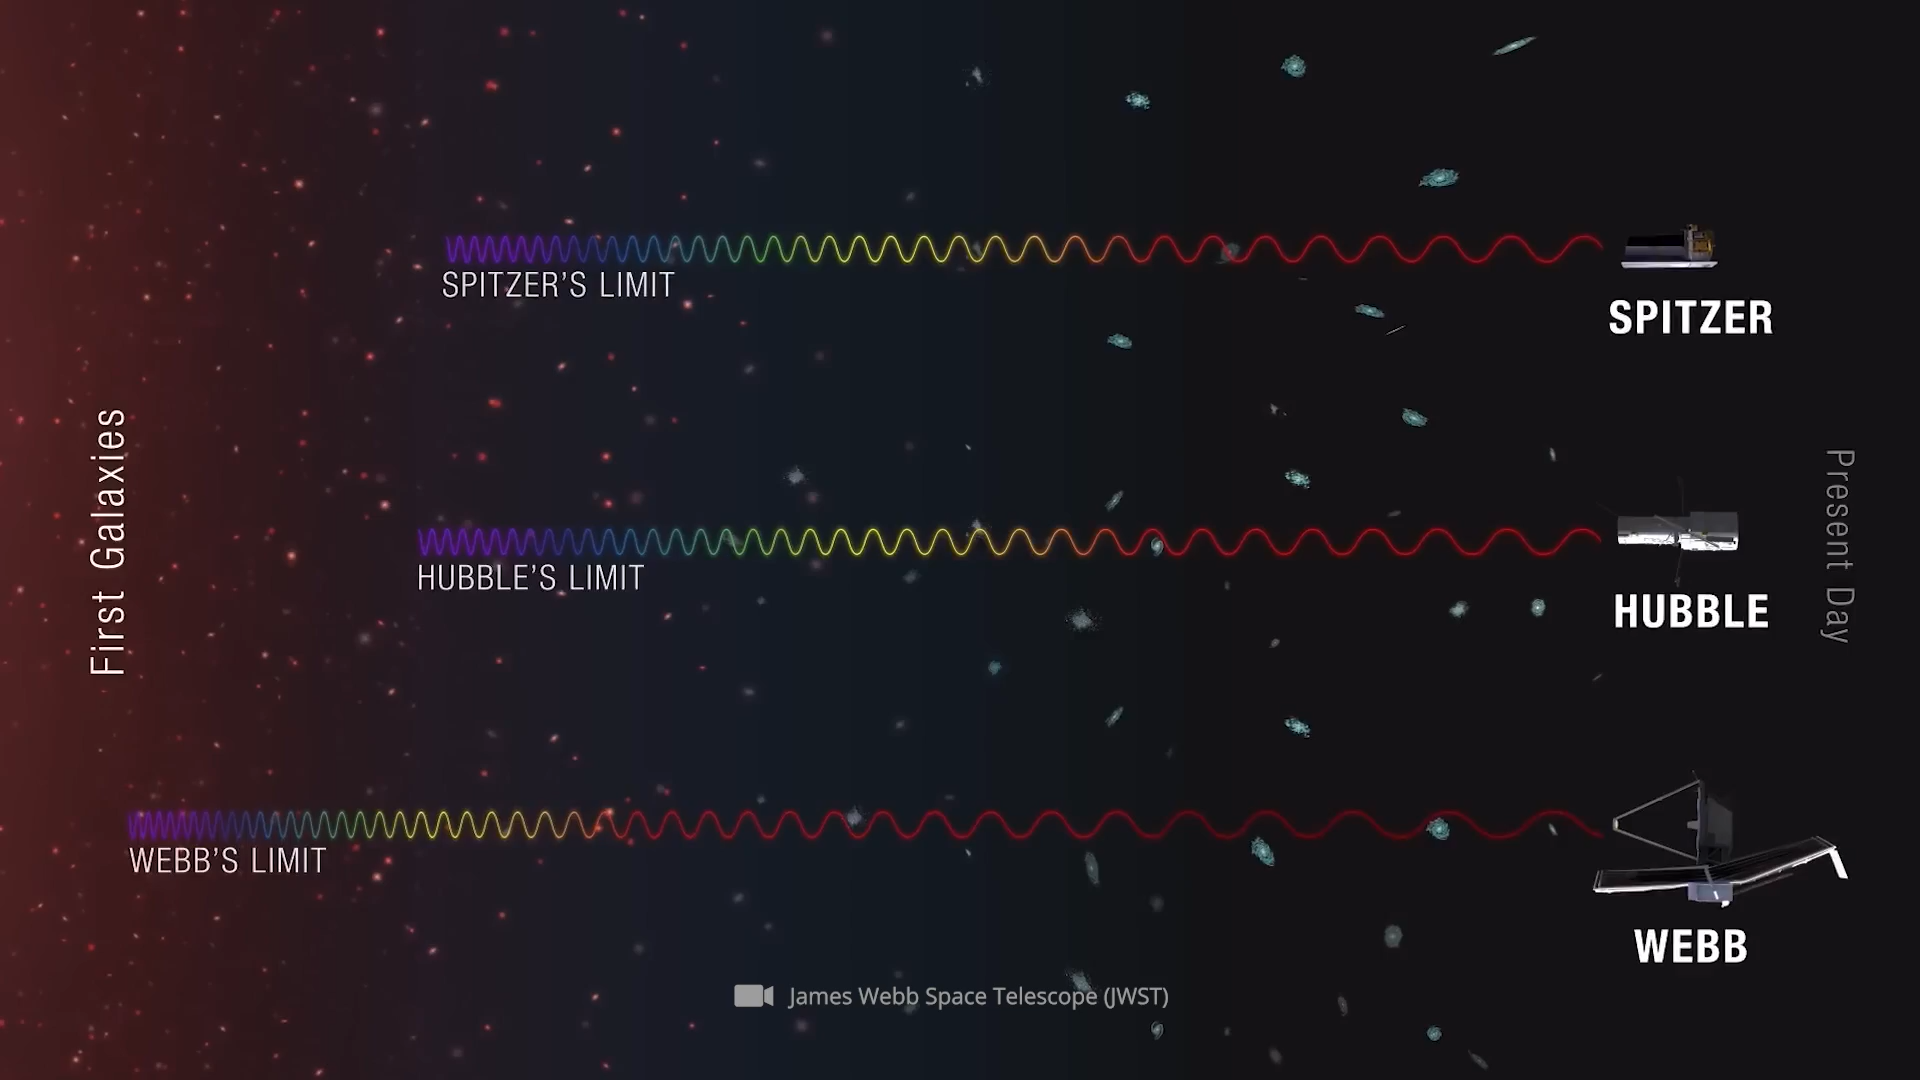 SPITZER'S LIMIT
SPITZER
First Galaxies
Present Day
HUBBLE'S LIMIT
HUBBLE
WEBB'S LIMIT
WEBB
James Webb Space Telescope (JWST)